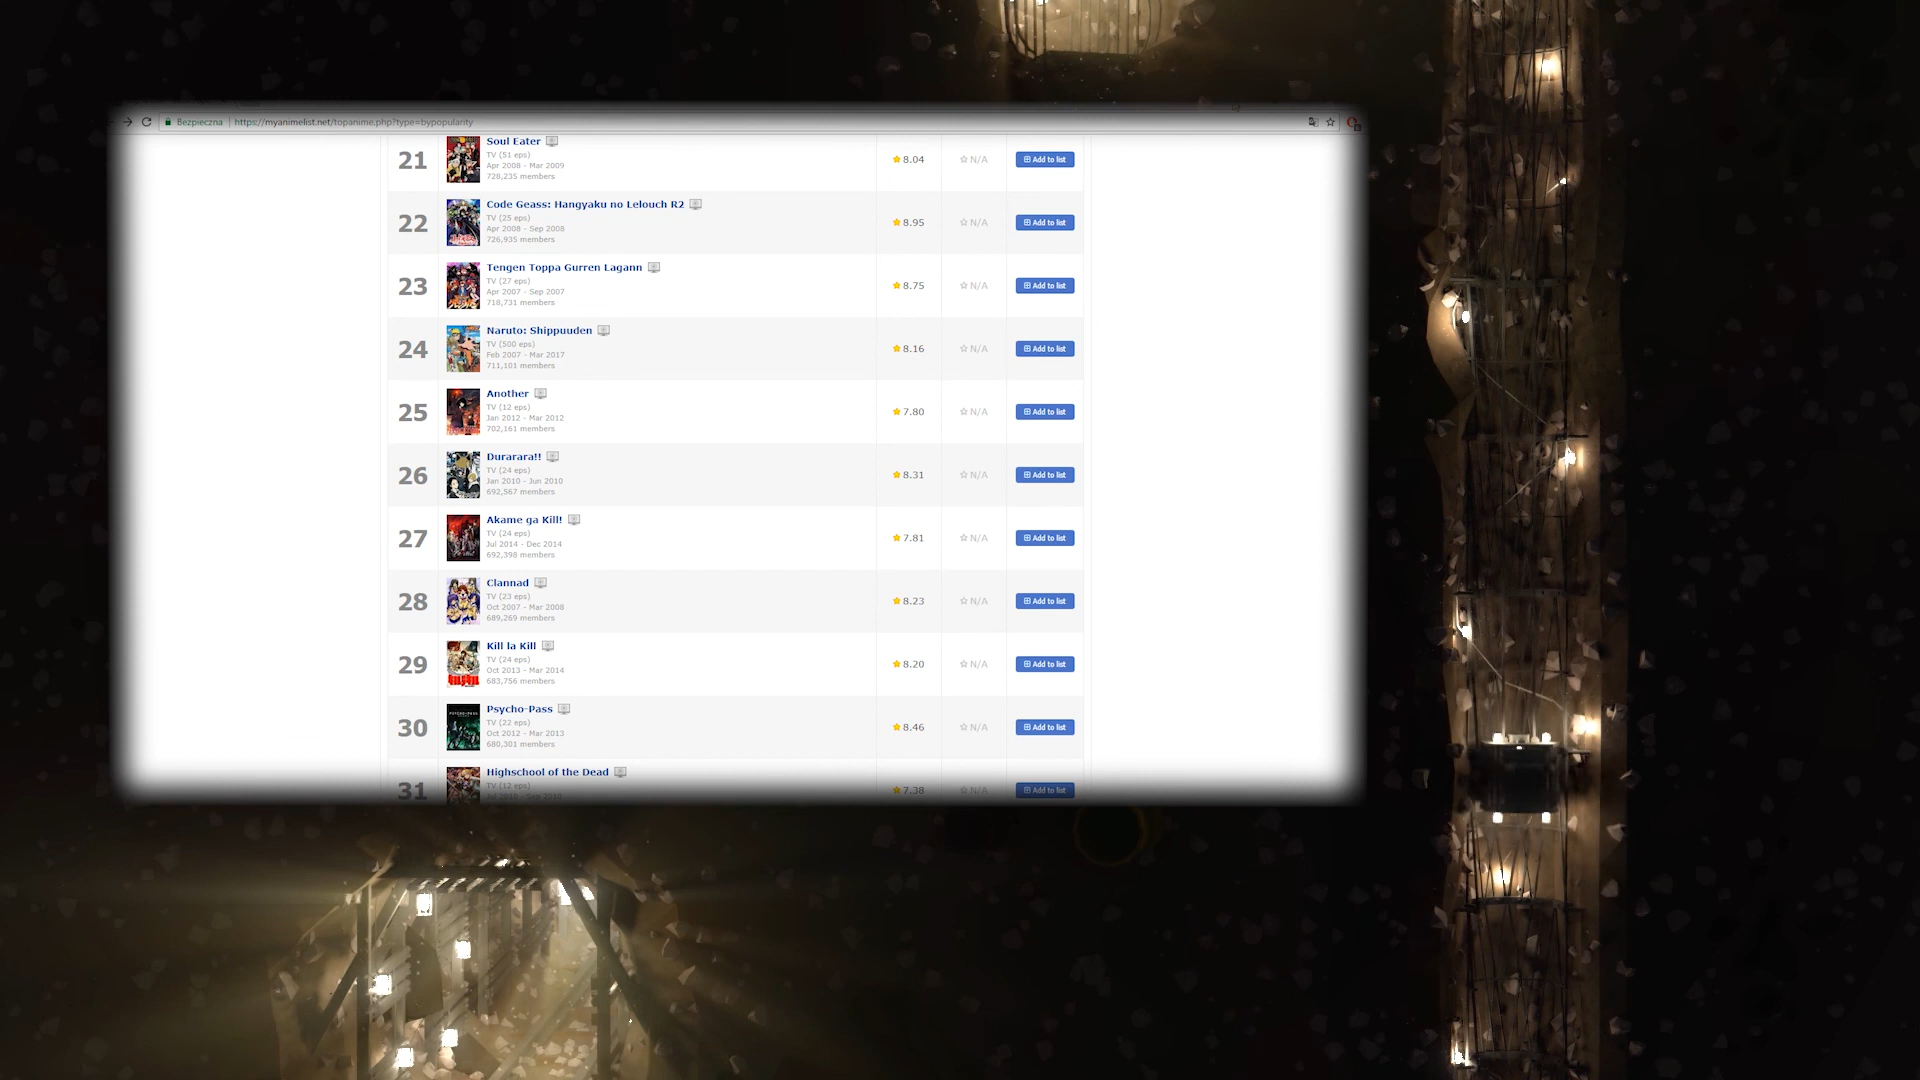 Bezpieczna | https://myanimelist.net/topanime.php?type=bypopularity
21
Soul Eater
TV (51 eps)
Apr 2008 - Mar 2009
728,235 members
8.04
N/A
Add to list
22
Code Geass: Hangyaku no Lelouch R2
TV (25 eps)
Apr 2008 - Sep 2008
726,935 members
8.95
N/A
Add to list
23
Tengen Toppa Gurren Lagann
TV (27 eps)
Apr 2007 - Sep 2007
718,731 members
8.75
N/A
Add to list
24
Naruto: Shippuuden
TV (500 eps)
Feb 2007 - Mar 2017
711,101 members
8.16
N/A
Add to list
25
Another
TV (12 eps)
Jan 2012 - Mar 2012
702,161 members
7.80
N/A
Add to list
26
Durarara!!
TV (24 eps)
Jan 2010 - Jun 2010
692,567 members
8.31
N/A
Add to list
27
Akame ga Kill!
TV (24 eps)
Jul 2014 - Dec 2014
692,398 members
7.81
N/A
Add to list
28
Clannad
TV (23 eps)
Oct 2007 - Mar 2008
689,269 members
8.23
N/A
Add to list
29
Kill la Kill
TV (24 eps)
Oct 2013 - Mar 2014
683,756 members
8.20
N/A
Add to list
30
Psycho-Pass
TV (22 eps)
Oct 2012 - Mar 2013
680,301 members
8.46
N/A
Add to list
31
Highschool of the Dead
TV (12 eps)
Jul 2010 - Sep 2010
7.38
N/A
Add to list